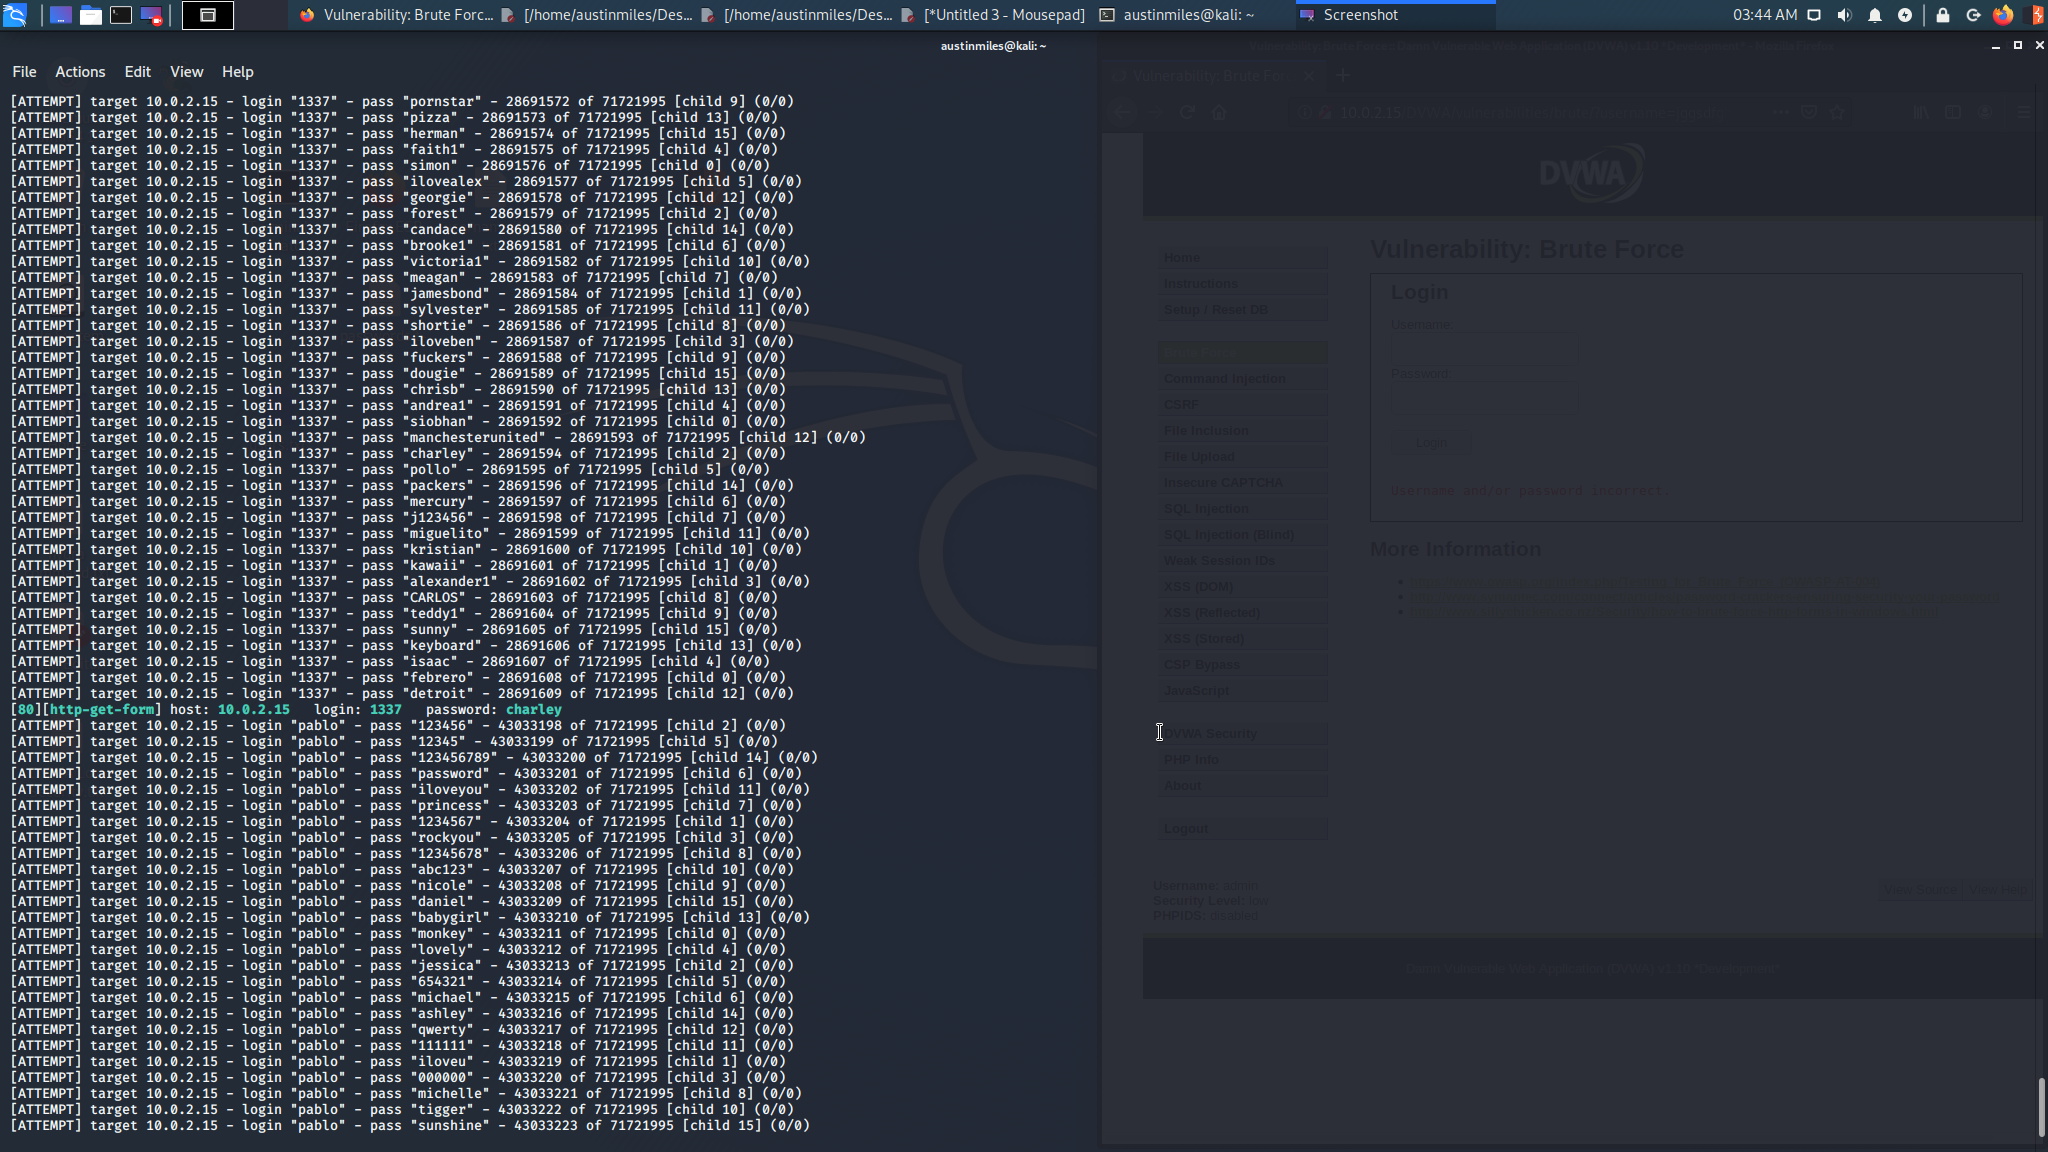 Vulnerability: Brute Forc...
[/home/austinmiles/Des...
[/home/austinmiles/Des...
[*Untitled 3 - Mousepad]
austinmiles@kali: ~
Screenshot
03:44 AM
austinmiles@kali: ~
File Actions Edit View Help
[ATTEMPT] target 10.0.2.15 - login "1337" - pass "pornstar" - 28691572 of 71721995 [child 9] (0/0)
[ATTEMPT] target 10.0.2.15 - login "1337" - pass "pizza" - 28691573 of 71721995 [child 13] (0/0)
[ATTEMPT] target 10.0.2.15 - login "1337" - pass "herman" - 28691574 of 71721995 [child 15] (0/0)
[ATTEMPT] target 10.0.2.15 - login "1337" - pass "faith1" - 28691575 of 71721995 [child 4] (0/0)
[ATTEMPT] target 10.0.2.15 - login "1337" - pass "simon" - 28691576 of 71721995 [child 0] (0/0)
[ATTEMPT] target 10.0.2.15 - login "1337" - pass "ilovealex" - 28691577 of 71721995 [child 5] (0/0)
[ATTEMPT] target 10.0.2.15 - login "1337" - pass "georgie" - 28691578 of 71721995 [child 12] (0/0)
[ATTEMPT] target 10.0.2.15 - login "1337" - pass "forest" - 28691579 of 71721995 [child 2] (0/0)
[ATTEMPT] target 10.0.2.15 - login "1337" - pass "candace" - 28691580 of 71721995 [child 14] (0/0)
[ATTEMPT] target 10.0.2.15 - login "1337" - pass "brooke1" - 28691581 of 71721995 [child 6] (0/0)
[ATTEMPT] target 10.0.2.15 - login "1337" - pass "victoria1" - 28691582 of 71721995 [child 10] (0/0)
[ATTEMPT] target 10.0.2.15 - login "1337" - pass "meagan" - 28691583 of 71721995 [child 7] (0/0)
[ATTEMPT] target 10.0.2.15 - login "1337" - pass "jamesbond" - 28691584 of 71721995 [child 1] (0/0)
[ATTEMPT] target 10.0.2.15 - login "1337" - pass "sylvester" - 28691585 of 71721995 [child 11] (0/0)
[ATTEMPT] target 10.0.2.15 - login "1337" - pass "shortie" - 28691586 of 71721995 [child 8] (0/0)
[ATTEMPT] target 10.0.2.15 - login "1337" - pass "iloveben" - 28691587 of 71721995 [child 3] (0/0)
[ATTEMPT] target 10.0.2.15 - login "1337" - pass "fuckers" - 28691588 of 71721995 [child 9] (0/0)
[ATTEMPT] target 10.0.2.15 - login "1337" - pass "dougie" - 28691589 of 71721995 [child 15] (0/0)
[ATTEMPT] target 10.0.2.15 - login "1337" - pass "chrisb" - 28691590 of 71721995 [child 13] (0/0)
[ATTEMPT] target 10.0.2.15 - login "1337" - pass "andrea1" - 28691591 of 71721995 [child 4] (0/0)
[ATTEMPT] target 10.0.2.15 - login "1337" - pass "siobhan" - 28691592 of 71721995 [child 0] (0/0)
[ATTEMPT] target 10.0.2.15 - login "1337" - pass "manchesterunited" - 28691593 of 71721995 [child 12] (0/0)
[ATTEMPT] target 10.0.2.15 - login "1337" - pass "charley" - 28691594 of 71721995 [child 2] (0/0)
[ATTEMPT] target 10.0.2.15 - login "1337" - pass "pollo" - 28691595 of 71721995 [child 5] (0/0)
[ATTEMPT] target 10.0.2.15 - login "1337" - pass "packers" - 28691596 of 71721995 [child 14] (0/0)
[ATTEMPT] target 10.0.2.15 - login "1337" - pass "mercury" - 28691597 of 71721995 [child 6] (0/0)
[ATTEMPT] target 10.0.2.15 - login "1337" - pass "j123456" - 28691598 of 71721995 [child 7] (0/0)
[ATTEMPT] target 10.0.2.15 - login "1337" - pass "miguelito" - 28691599 of 71721995 [child 11] (0/0)
[ATTEMPT] target 10.0.2.15 - login "1337" - pass "kristian" - 28691600 of 71721995 [child 10] (0/0)
[ATTEMPT] target 10.0.2.15 - login "1337" - pass "kawaii" - 28691601 of 71721995 [child 1] (0/0)
[ATTEMPT] target 10.0.2.15 - login "1337" - pass "alexander1" - 28691602 of 71721995 [child 3] (0/0)
[ATTEMPT] target 10.0.2.15 - login "1337" - pass "CARLOS" - 28691603 of 71721995 [child 8] (0/0)
[ATTEMPT] target 10.0.2.15 - login "1337" - pass "teddy1" - 28691604 of 71721995 [child 9] (0/0)
[ATTEMPT] target 10.0.2.15 - login "1337" - pass "sunny" - 28691605 of 71721995 [child 15] (0/0)
[ATTEMPT] target 10.0.2.15 - login "1337" - pass "keyboard" - 28691606 of 71721995 [child 13] (0/0)
[ATTEMPT] target 10.0.2.15 - login "1337" - pass "isaac" - 28691607 of 71721995 [child 4] (0/0)
[ATTEMPT] target 10.0.2.15 - login "1337" - pass "febrero" - 28691608 of 71721995 [child 0] (0/0)
[ATTEMPT] target 10.0.2.15 - login "1337" - pass "detroit" - 28691609 of 71721995 [child 12] (0/0)
[80][http-get-form] host: 10.0.2.15   login: 1337   password: charley
[ATTEMPT] target 10.0.2.15 - login "pablo" - pass "123456" - 43033198 of 71721995 [child 2] (0/0)
[ATTEMPT] target 10.0.2.15 - login "pablo" - pass "12345" - 43033199 of 71721995 [child 5] (0/0)
[ATTEMPT] target 10.0.2.15 - login "pablo" - pass "123456789" - 43033200 of 71721995 [child 14] (0/0)
[ATTEMPT] target 10.0.2.15 - login "pablo" - pass "password" - 43033201 of 71721995 [child 6] (0/0)
[ATTEMPT] target 10.0.2.15 - login "pablo" - pass "iloveyou" - 43033202 of 71721995 [child 11] (0/0)
[ATTEMPT] target 10.0.2.15 - login "pablo" - pass "princess" - 43033203 of 71721995 [child 7] (0/0)
[ATTEMPT] target 10.0.2.15 - login "pablo" - pass "1234567" - 43033204 of 71721995 [child 1] (0/0)
[ATTEMPT] target 10.0.2.15 - login "pablo" - pass "rockyou" - 43033205 of 71721995 [child 3] (0/0)
[ATTEMPT] target 10.0.2.15 - login "pablo" - pass "12345678" - 43033206 of 71721995 [child 8] (0/0)
[ATTEMPT] target 10.0.2.15 - login "pablo" - pass "abc123" - 43033207 of 71721995 [child 10] (0/0)
[ATTEMPT] target 10.0.2.15 - login "pablo" - pass "nicole" - 43033208 of 71721995 [child 9] (0/0)
[ATTEMPT] target 10.0.2.15 - login "pablo" - pass "daniel" - 43033209 of 71721995 [child 15] (0/0)
[ATTEMPT] target 10.0.2.15 - login "pablo" - pass "babygirl" - 43033210 of 71721995 [child 13] (0/0)
[ATTEMPT] target 10.0.2.15 - login "pablo" - pass "monkey" - 43033211 of 71721995 [child 0] (0/0)
[ATTEMPT] target 10.0.2.15 - login "pablo" - pass "lovely" - 43033212 of 71721995 [child 4] (0/0)
[ATTEMPT] target 10.0.2.15 - login "pablo" - pass "jessica" - 43033213 of 71721995 [child 2] (0/0)
[ATTEMPT] target 10.0.2.15 - login "pablo" - pass "654321" - 43033214 of 71721995 [child 5] (0/0)
[ATTEMPT] target 10.0.2.15 - login "pablo" - pass "michael" - 43033215 of 71721995 [child 6] (0/0)
[ATTEMPT] target 10.0.2.15 - login "pablo" - pass "ashley" - 43033216 of 71721995 [child 14] (0/0)
[ATTEMPT] target 10.0.2.15 - login "pablo" - pass "qwerty" - 43033217 of 71721995 [child 12] (0/0)
[ATTEMPT] target 10.0.2.15 - login "pablo" - pass "111111" - 43033218 of 71721995 [child 11] (0/0)
[ATTEMPT] target 10.0.2.15 - login "pablo" - pass "iloveu" - 43033219 of 71721995 [child 1] (0/0)
[ATTEMPT] target 10.0.2.15 - login "pablo" - pass "000000" - 43033220 of 71721995 [child 3] (0/0)
[ATTEMPT] target 10.0.2.15 - login "pablo" - pass "michelle" - 43033221 of 71721995 [child 8] (0/0)
[ATTEMPT] target 10.0.2.15 - login "pablo" - pass "tigger" - 43033222 of 71721995 [child 10] (0/0)
[ATTEMPT] target 10.0.2.15 - login "pablo" - pass "sunshine" - 43033223 of 71721995 [child 15] (0/0)
Vulnerability: Brute For
DVWA
Home
Instructions
Setup / Reset DB
Brute Force
Command Injection
CSRF
File Inclusion
File Upload
Insecure CAPTCHA
SQL Injection
SQL Injection (Blind)
Weak Session IDs
XSS (DOM)
XSS (Reflected)
XSS (Stored)
CSP Bypass
JavaScript
DVWA Security
PHP Info
About
Logout
Vulnerability: Brute Force
Login
Username:
Password:
Login
Username and/or password incorrect.
More Information
Username: admin
Security Level: low
PHPIDS: disabled
View Source View Help